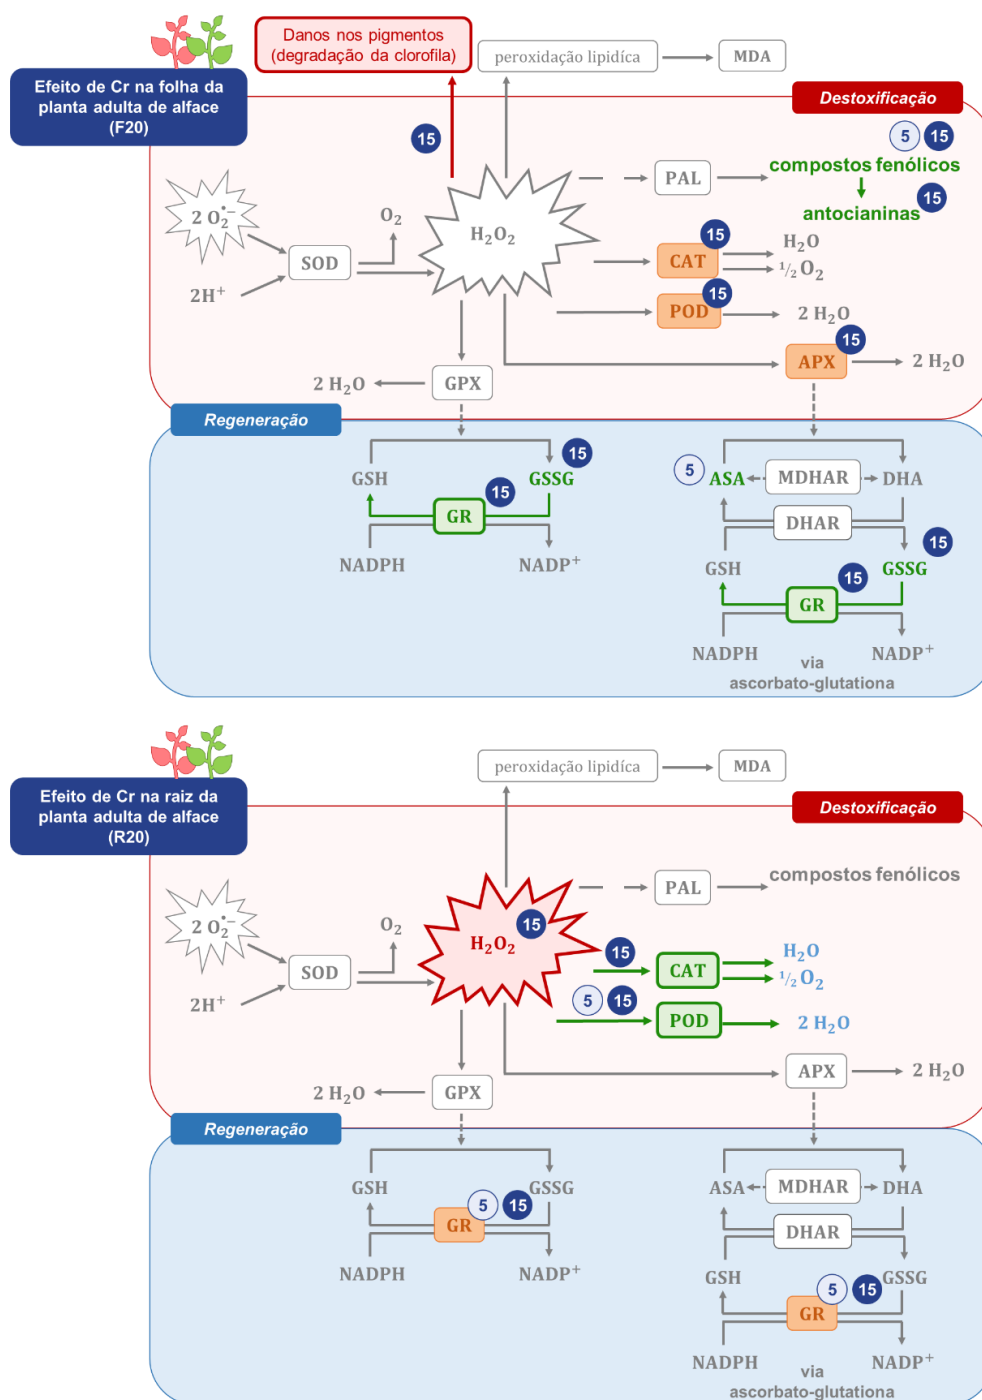 Danos nos pigmentos
(degradação da clorofila)
peroxidação lipidíca
MDA
Efeito de Cr na folha da
planta adulta de alface
(F20)
Destoxificação
15
5
15
compostos fenólicos
PAL
15
antocianinas
2 O₂•−
O₂
H₂O₂
15
H₂O
CAT
SOD
½ O₂
2H⁺
15
POD
2 H₂O
15
APX
2 H₂O
2 H₂O
GPX
Regeneração
15
GSH
GSSG
5
ASA
MDHAR
DHA
15
GR
DHAR
15
NADPH
NADP⁺
GSH
GSSG
15
GR
NADPH
NADP⁺
via
ascorbato-glutationa
peroxidação lipidíca
MDA
Efeito de Cr na raiz da
planta adulta de alface
(R20)
Destoxificação
PAL
compostos fenólicos
2 O₂•−
O₂
15
H₂O₂
15
H₂O
CAT
SOD
½ O₂
2H⁺
5
15
POD
2 H₂O
APX
2 H₂O
2 H₂O
GPX
Regeneração
GSH
GSSG
ASA
MDHAR
DHA
5
15
GR
DHAR
NADPH
NADP⁺
GSH
GSSG
5
15
GR
NADPH
NADP⁺
via
ascorbato-glutationa